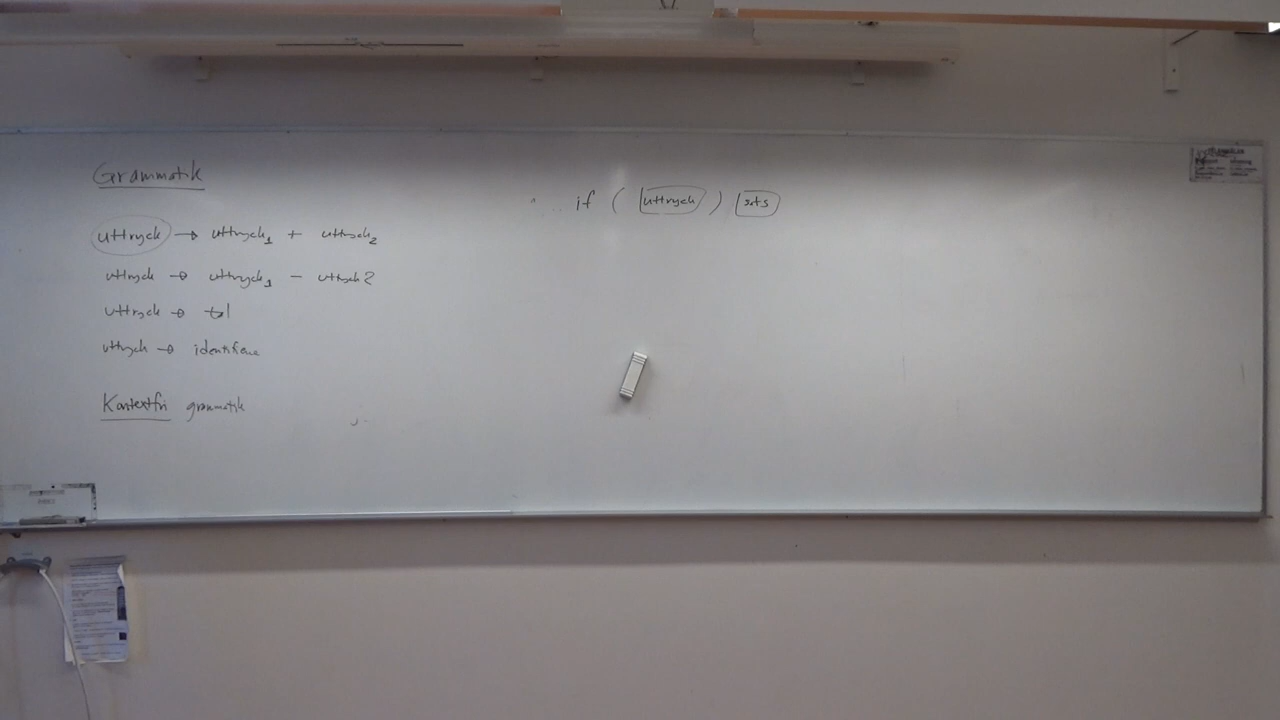 Grammatik
uttryck → uttryck1 + uttryck2
uttryck → uttryck1 - uttryck2
uttryck → tal
uttryck → identifierare
Kontextfri grammatik
if ( uttryck ) sats